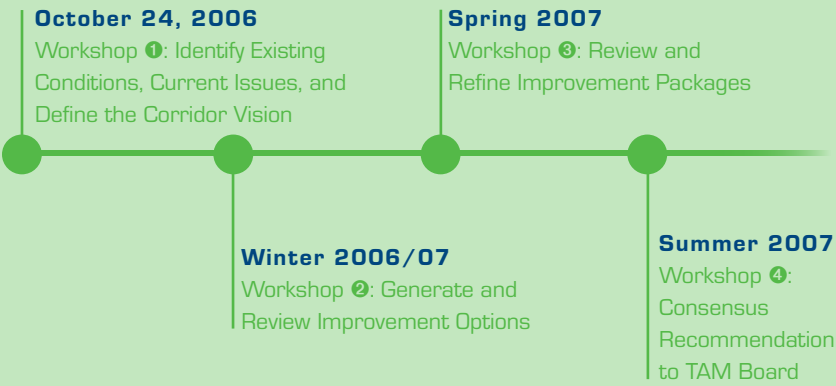 October 24, 2006
Workshop ❶: Identify Existing
Conditions, Current Issues, and
Define the Corridor Vision
Winter 2006/07
Workshop ❷: Generate and
Review Improvement Options
Spring 2007
Workshop ❸: Review and
Refine Improvement Packages
Summer 2007
Workshop ❹:
Consensus
Recommendation
to TAM Board